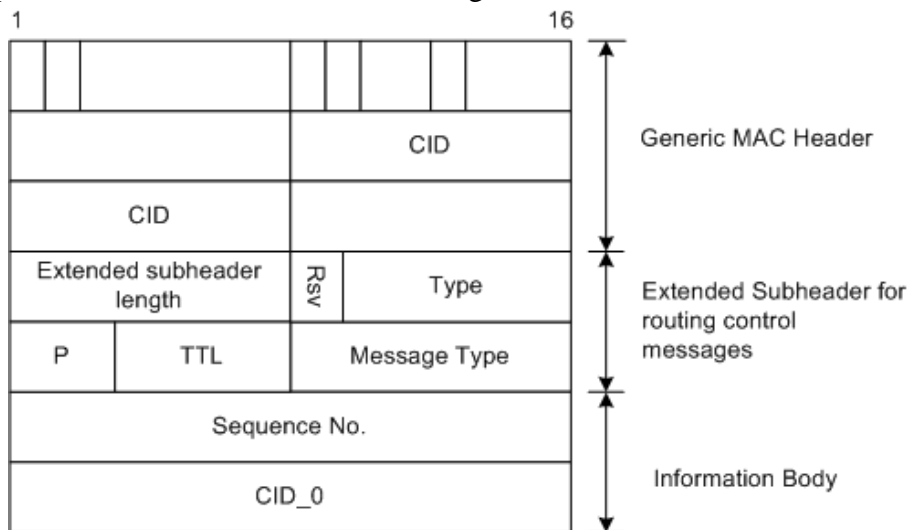 1 16
CID
Generic MAC Header
CID
Extended subheader
length
Rsv
Type
Extended Subheader for
routing control
messages
P
TTL
Message Type
Sequence No.
Information Body
CID_0